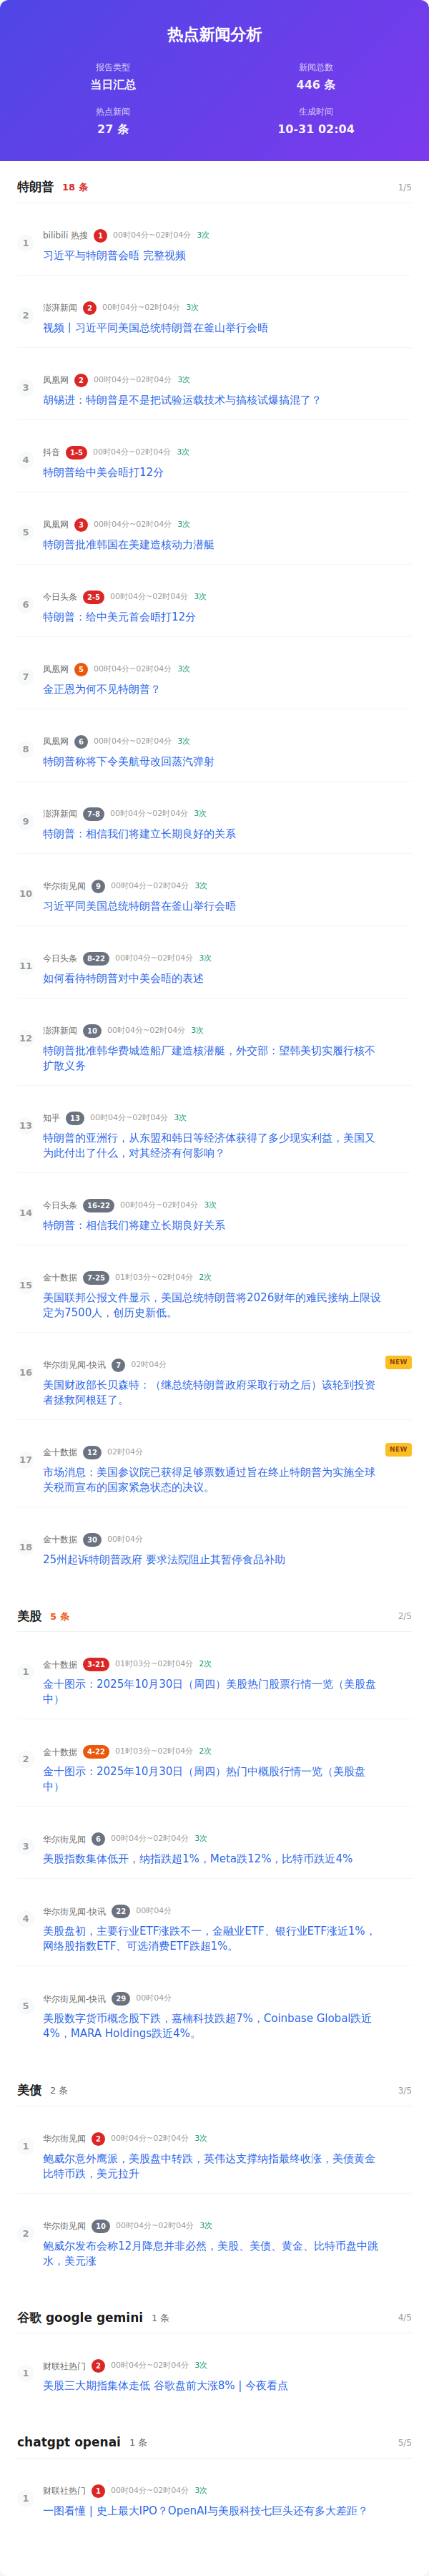 热点新闻分析
报告类型
新闻总数
当日汇总
446 条
热点新闻
生成时间
27 条
10-31 02:04
特朗普 18 条 1/5
1 bilibili 热搜 1 00时04分~02时04分 3次
习近平与特朗普会晤 完整视频
2 澎湃新闻 2 00时04分~02时04分 3次
视频丨习近平同美国总统特朗普在釜山举行会晤
3 凤凰网 2 00时04分~02时04分 3次
胡锡进：特朗普是不是把试验运载技术与搞核试爆搞混了？
4 抖音 1-5 00时04分~02时04分 3次
特朗普给中美会晤打12分
5 凤凰网 3 00时04分~02时04分 3次
特朗普批准韩国在美建造核动力潜艇
6 今日头条 2-5 00时04分~02时04分 3次
特朗普：给中美元首会晤打12分
7 凤凰网 5 00时04分~02时04分 3次
金正恩为何不见特朗普？
8 凤凰网 6 00时04分~02时04分 3次
特朗普称将下令美航母改回蒸汽弹射
9 澎湃新闻 7-8 00时04分~02时04分 3次
特朗普：相信我们将建立长期良好的关系
10 华尔街见闻 9 00时04分~02时04分 3次
习近平同美国总统特朗普在釜山举行会晤
11 今日头条 8-22 00时04分~02时04分 3次
如何看待特朗普对中美会晤的表述
12 澎湃新闻 10 00时04分~02时04分 3次
特朗普批准韩华费城造船厂建造核潜艇，外交部：望韩美切实履行核不
扩散义务
13 知乎 13 00时04分~02时04分 3次
特朗普的亚洲行，从东盟和韩日等经济体获得了多少现实利益，美国又
为此付出了什么，对其经济有何影响？
14 今日头条 16-22 00时04分~02时04分 3次
特朗普：相信我们将建立长期良好关系
15 金十数据 7-25 01时03分~02时04分 2次
美国联邦公报文件显示，美国总统特朗普将2026财年的难民接纳上限设
定为7500人，创历史新低。
16 华尔街见闻-快讯 7 02时04分 NEW
美国财政部长贝森特：（继总统特朗普政府采取行动之后）该轮到投资
者拯救阿根廷了。
17 金十数据 12 02时04分 NEW
市场消息：美国参议院已获得足够票数通过旨在终止特朗普为实施全球
关税而宣布的国家紧急状态的决议。
18 金十数据 30 00时04分
25州起诉特朗普政府 要求法院阻止其暂停食品补助
美股 5 条 2/5
1 金十数据 3-21 01时03分~02时04分 2次
金十图示：2025年10月30日（周四）美股热门股票行情一览（美股盘
中）
2 金十数据 4-22 01时03分~02时04分 2次
金十图示：2025年10月30日（周四）热门中概股行情一览（美股盘
中）
3 华尔街见闻 6 00时04分~02时04分 3次
美股指数集体低开，纳指跌超1%，Meta跌12%，比特币跌近4%
4 华尔街见闻-快讯 22 00时04分
美股盘初，主要行业ETF涨跌不一，金融业ETF、银行业ETF涨近1%，
网络股指数ETF、可选消费ETF跌超1%。
5 华尔街见闻-快讯 29 00时04分
美股数字货币概念股下跌，嘉楠科技跌超7%，Coinbase Global跌近
4%，MARA Holdings跌近4%。
美债 2 条 3/5
1 华尔街见闻 2 00时04分~02时04分 3次
鲍威尔意外鹰派，美股盘中转跌，英伟达支撑纳指最终收涨，美债黄金
比特币跌，美元拉升
2 华尔街见闻 10 00时04分~02时04分 3次
鲍威尔发布会称12月降息并非必然，美股、美债、黄金、比特币盘中跳
水，美元涨
谷歌 google gemini 1 条 4/5
1 财联社热门 2 00时04分~02时04分 3次
美股三大期指集体走低 谷歌盘前大涨8% | 今夜看点
chatgpt openai 1 条 5/5
1 财联社热门 1 00时04分~02时04分 3次
一图看懂 | 史上最大IPO？OpenAI与美股科技七巨头还有多大差距？